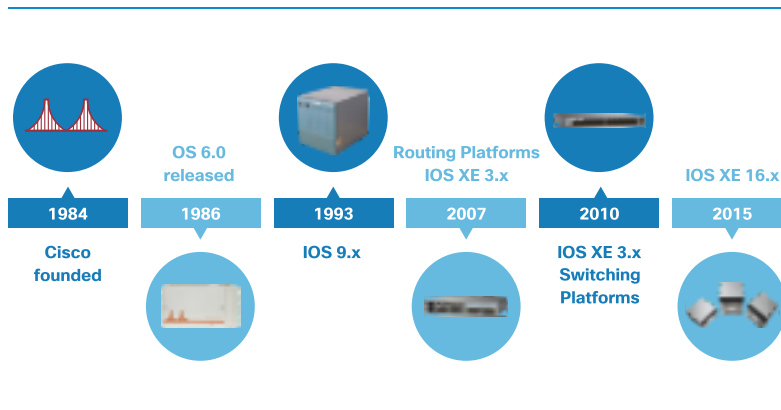 OS 6.0
released
Routing Platforms
IOS XE 3.x
IOS XE 16.x
1984
1986
1993
2007
2010
2015
Cisco
founded
IOS 9.x
IOS XE 3.x
Switching
Platforms